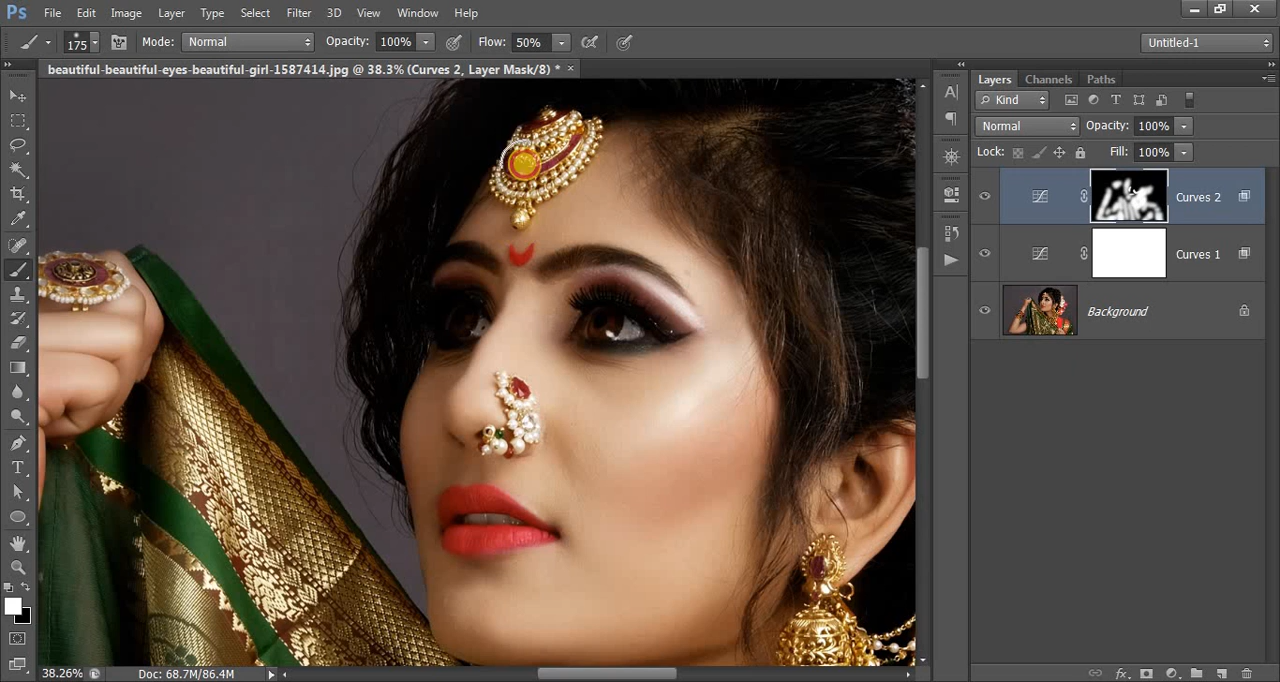 Ps File Edit Image Layer Type Select Filter 3D View Window Help
175 Mode: Normal Opacity: 100% Flow: 50% Untitled-1
beautiful-beautiful-eyes-beautiful-girl-1587414.jpg @ 38.3% (Curves 2, Layer Mask/8) * ×
Layers Channels Paths
Kind
Normal Opacity: 100%
Lock: Fill: 100%
Curves 2
Curves 1
Background
38.26% Doc: 68.7M/86.4M